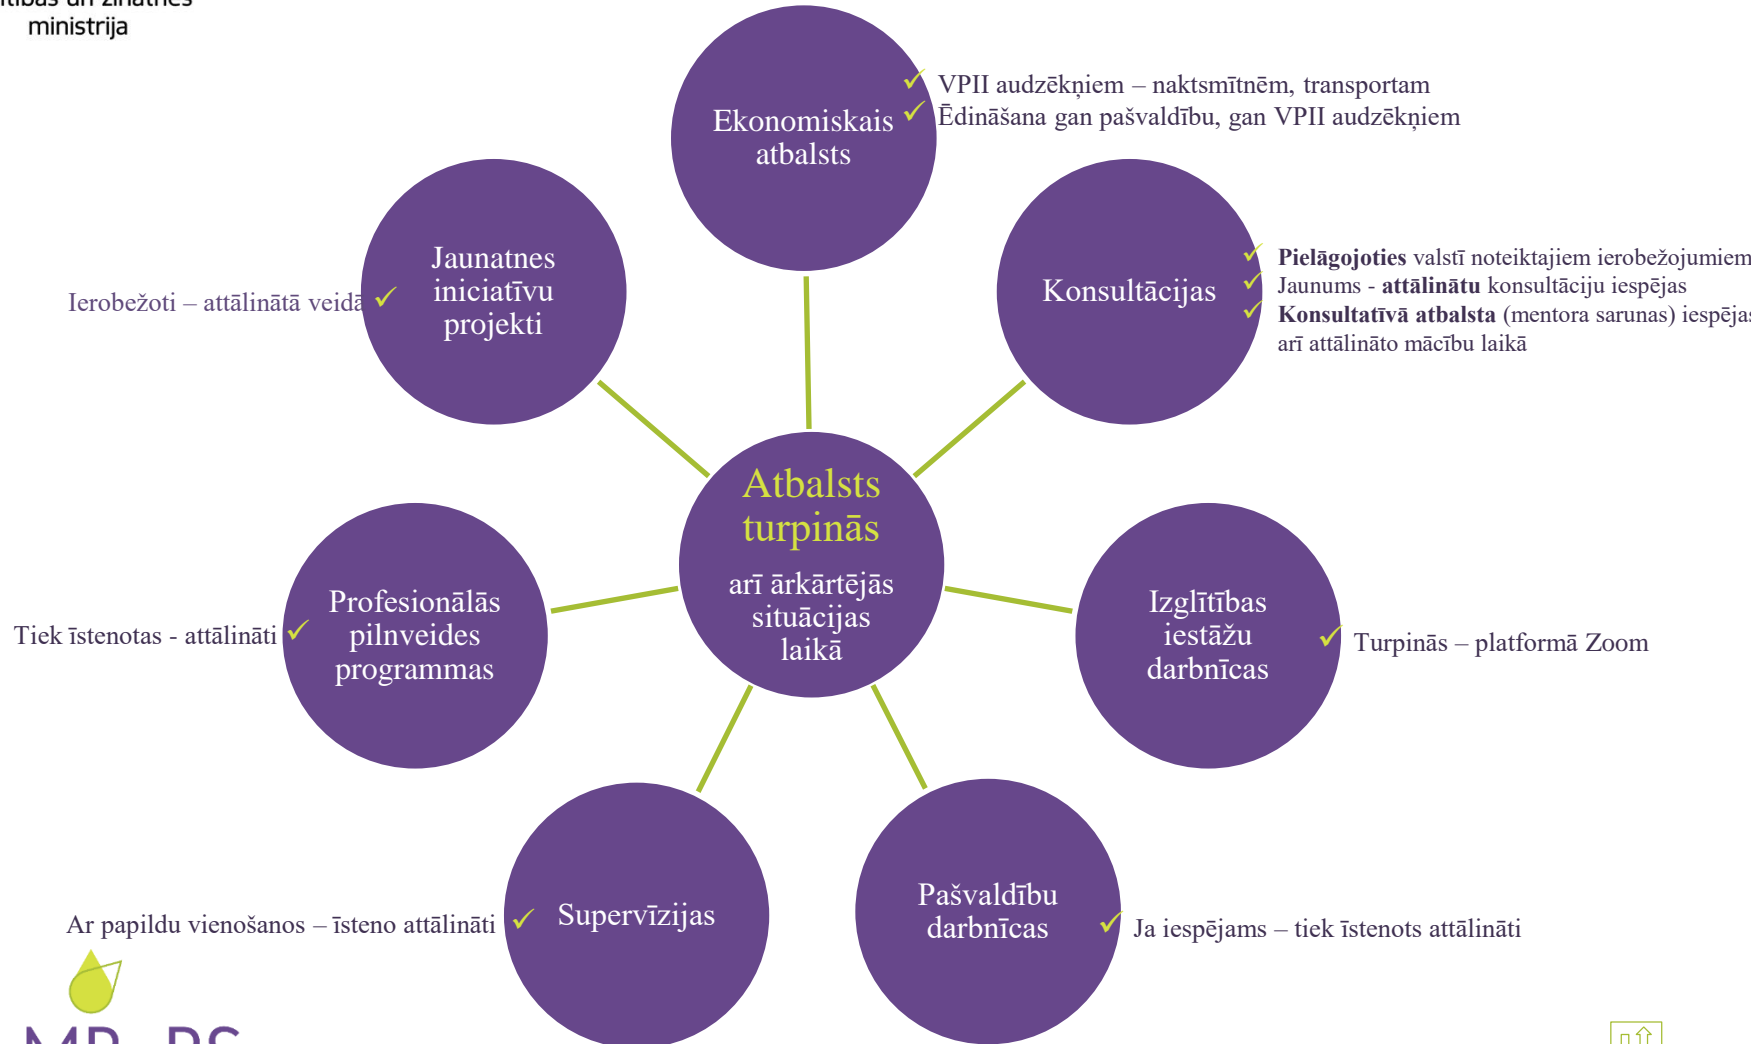 ministrija
Ekonomiskais
atbalsts
VPII audzēkņiem – naktsmītnēm, transportam
Ēdināšana gan pašvaldību, gan VPII audzēkņiem
Jaunatnes
iniciatīvu
projekti
Ierobežoti – attālinātā veidā
Konsultācijas
Pielāgojoties valstī noteiktajiem ierobežojumiem
Jaunums - attālinātu konsultāciju iespējas
Konsultatīvā atbalsta (mentora sarunas) iespējas
arī attālināto mācību laikā
Atbalsts
turpinās
arī ārkārtējās
situācijas
laikā
Profesionālās
pilnveides
programmas
Tiek īstenotas - attālināti
Izglītības
iestāžu
darbnīcas
Turpinās – platformā Zoom
Supervīzijas
Ar papildu vienošanos – īsteno attālināti
Pašvaldību
darbnīcas
Ja iespējams – tiek īstenots attālināti